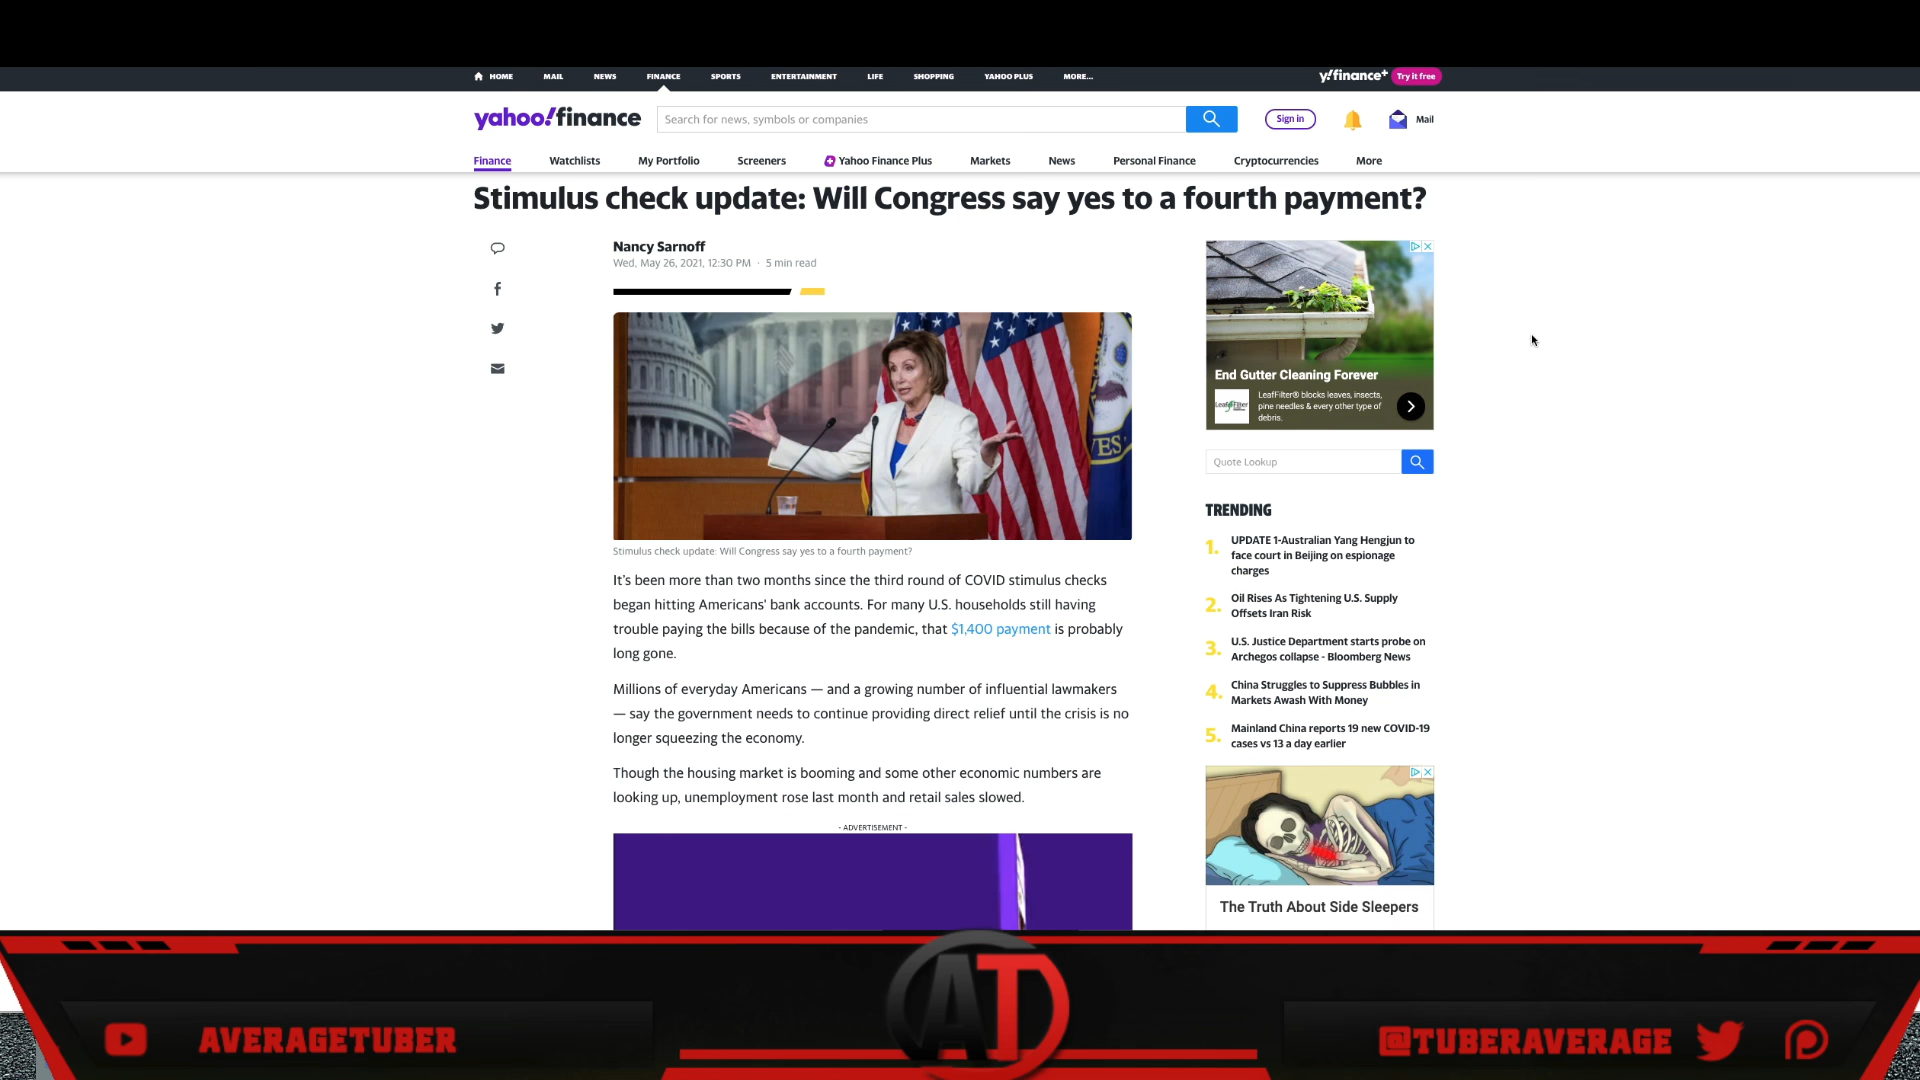 HOME MAIL NEWS FINANCE SPORTS ENTERTAINMENT LIFE SHOPPING YAHOO PLUS MORE... y!finance+ Try it free
yahoo!finance Search for news, symbols or companies Sign in Mail
Finance Watchlists My Portfolio Screeners Yahoo Finance Plus Markets News Personal Finance Cryptocurrencies More
Stimulus check update: Will Congress say yes to a fourth payment?
Nancy Sarnoff
Wed, May 26, 2021, 12:30 PM · 5 min read
YES
Stimulus check update: Will Congress say yes to a fourth payment?
It's been more than two months since the third round of COVID stimulus checks
began hitting Americans' bank accounts. For many U.S. households still having
trouble paying the bills because of the pandemic, that $1,400 payment is probably
long gone.
Millions of everyday Americans — and a growing number of influential lawmakers
— say the government needs to continue providing direct relief until the crisis is no
longer squeezing the economy.
Though the housing market is booming and some other economic numbers are
looking up, unemployment rose last month and retail sales slowed.
- ADVERTISEMENT -
End Gutter Cleaning Forever
LeafFilter
LeafFilter® blocks leaves, insects,
pine needles & every other type of
debris.
Quote Lookup
TRENDING
1. UPDATE 1-Australian Yang Hengjun to
face court in Beijing on espionage
charges
2. Oil Rises As Tightening U.S. Supply
Offsets Iran Risk
3. U.S. Justice Department starts probe on
Archegos collapse - Bloomberg News
4. China Struggles to Suppress Bubbles in
Markets Awash With Money
5. Mainland China reports 19 new COVID-19
cases vs 13 a day earlier
The Truth About Side Sleepers
AT
AVERAGETUBER
@TUBERAVERAGE